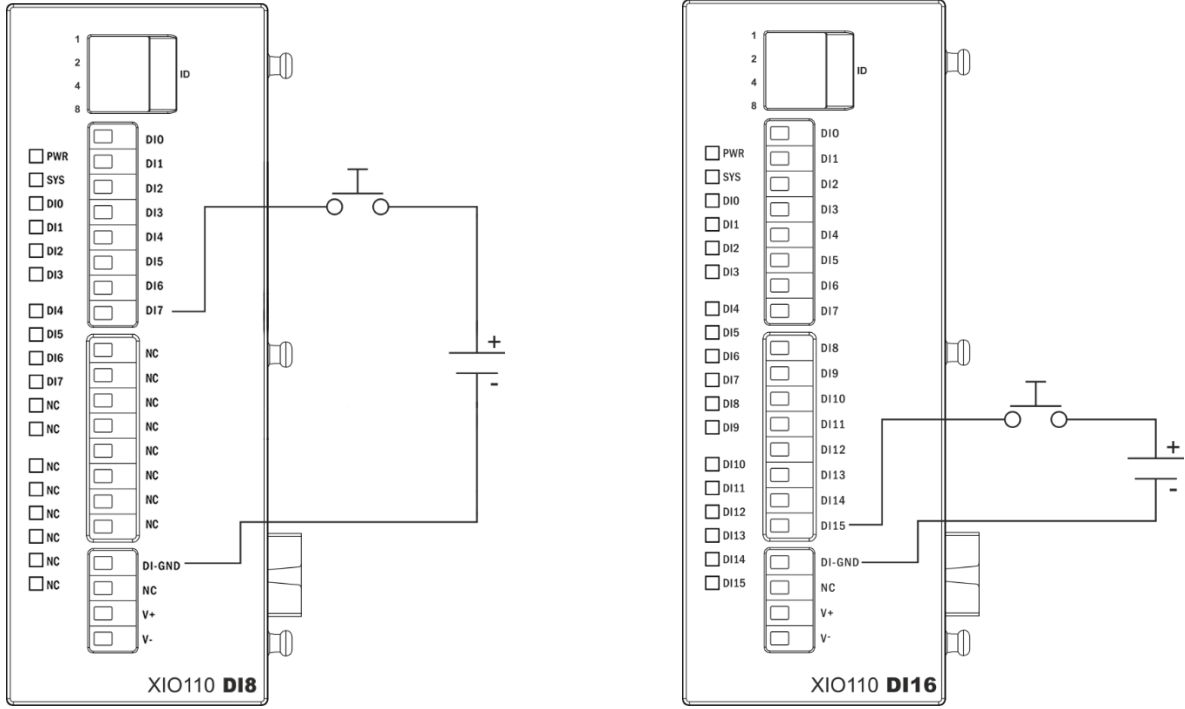 1
2
4
8
ID
PWR
SYS
DI0
DI1
DI2
DI3
DI4
DI5
DI6
DI7
NC
NC
NC
NC
NC
NC
NC
NC
DI0
DI1
DI2
DI3
DI4
DI5
DI6
DI7
NC
NC
NC
NC
NC
NC
NC
NC
DI-GND
NC
V+
V-
+
-
XIO110 DI8
1
2
4
8
ID
PWR
SYS
DI0
DI1
DI2
DI3
DI4
DI5
DI6
DI7
DI8
DI9
DI10
DI11
DI12
DI13
DI14
DI15
DI0
DI1
DI2
DI3
DI4
DI5
DI6
DI7
DI8
DI9
DI10
DI11
DI12
DI13
DI14
DI15
DI-GND
NC
V+
V-
+
-
XIO110 DI16